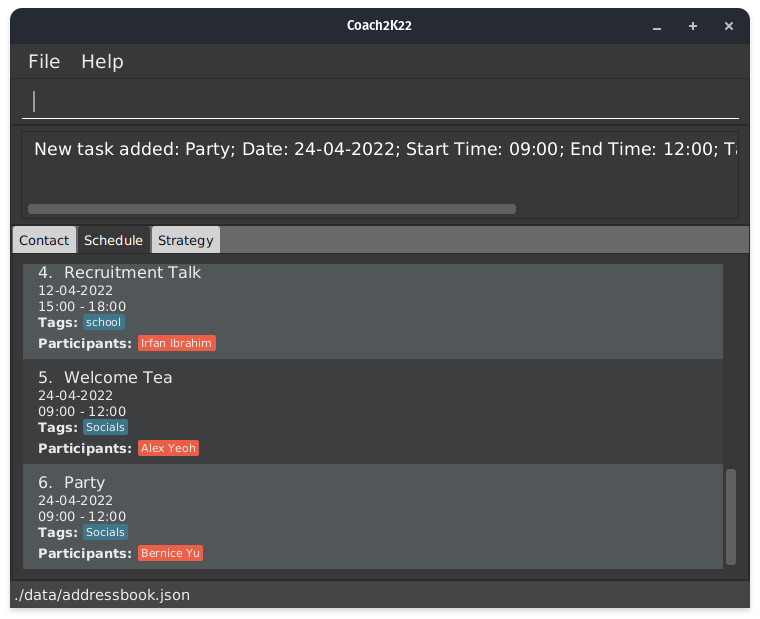 Coach2K22
File Help
New task added: Party; Date: 24-04-2022; Start Time: 09:00; End Time: 12:00;
Contact Schedule Strategy
4. Recruitment Talk
12-04-2022
15:00 - 18:00
Tags: school
Participants: Irfan Ibrahim
5. Welcome Tea
24-04-2022
09:00 - 12:00
Tags: Socials
Participants: Alex Yeoh
6. Party
24-04-2022
09:00 - 12:00
Tags: Socials
Participants: Bernice Yu
./data/addressbook.json